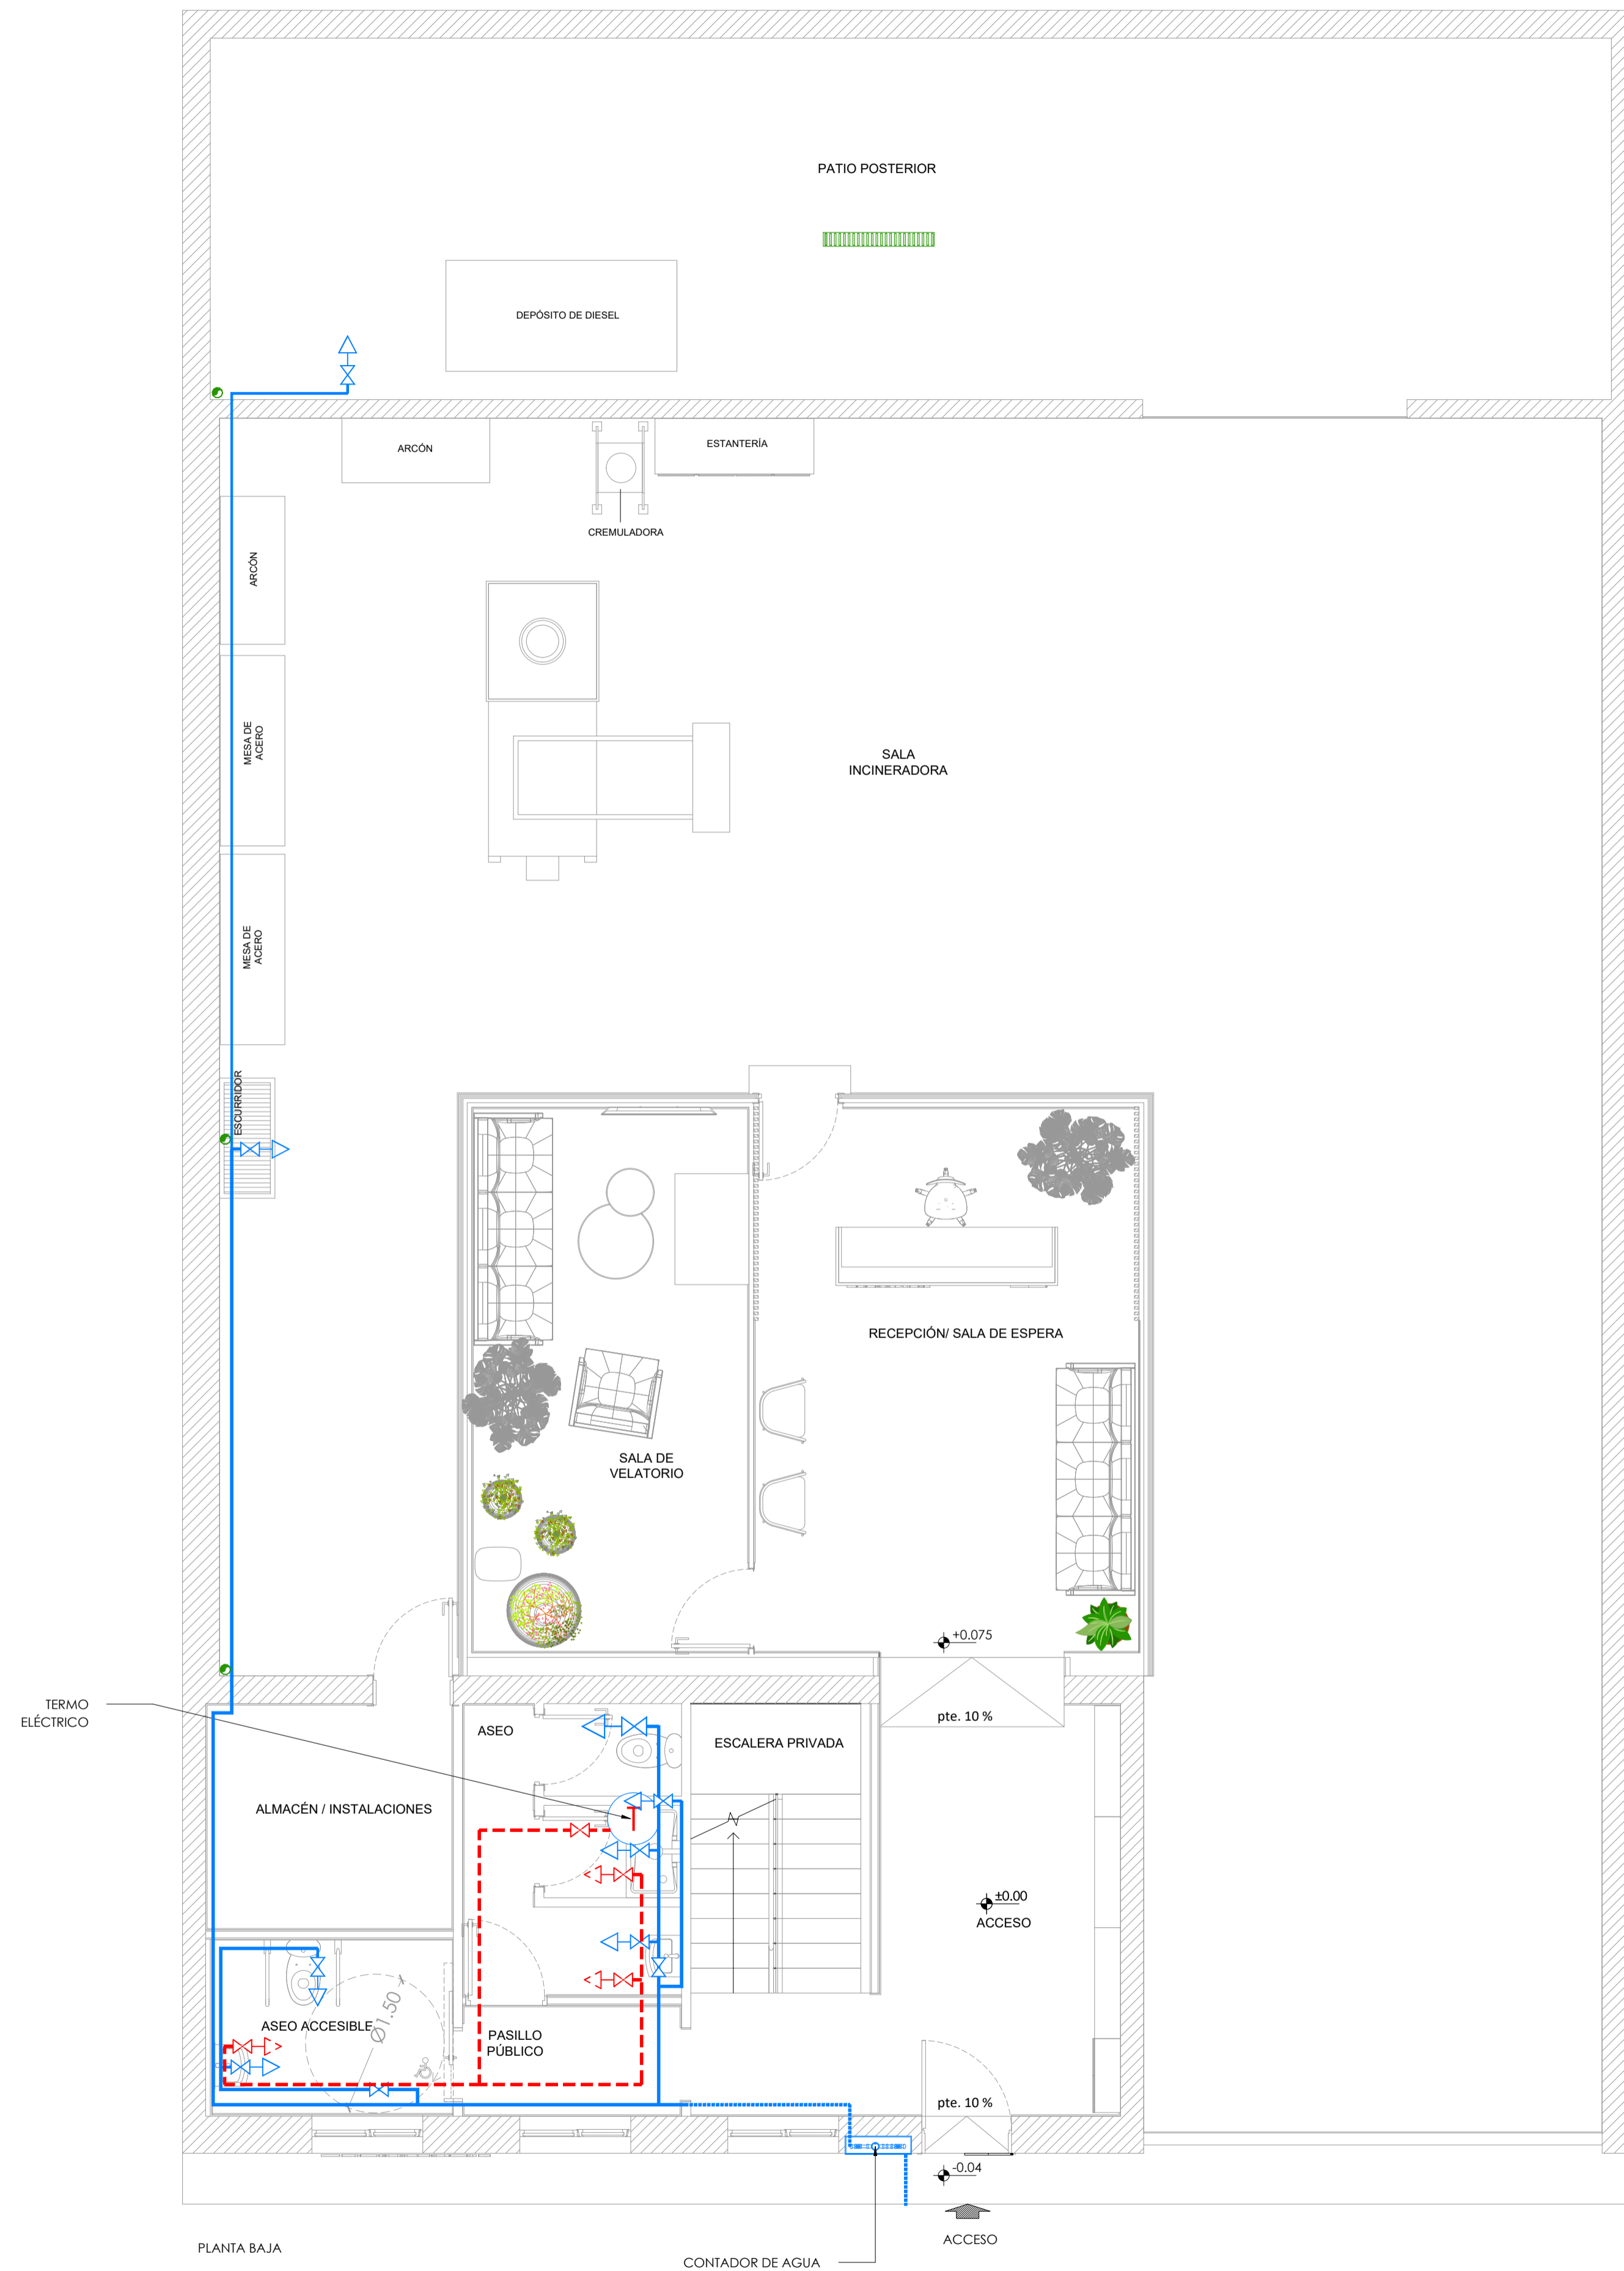 PATIO POSTERIOR
DEPÓSITO DE DIESEL
ARCÓN
ESTANTERÍA
CREMULADORA
ARCÓN
MESA DE
ACERO
SALA
INCINERADORA
MESA DE
ACERO
ESCURRIDOR
RECEPCIÓN/ SALA DE ESPERA
SALA DE
VELATORIO
+0.075
TERMO
ELÉCTRICO
pte. 10 %
ASEO
ESCALERA PRIVADA
ALMACÉN / INSTALACIONES
±0.00
ACCESO
Ø1.50
ASEO ACCESIBLE
PASILLO
PÚBLICO
pte. 10 %
-0.04
ACCESO
PLANTA BAJA
CONTADOR DE AGUA